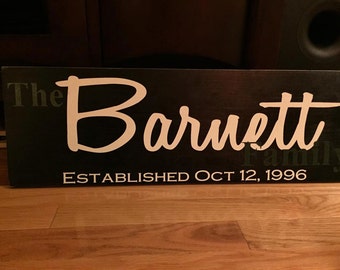 The
Barnett
Family
ESTABLISHED OCT 12, 1996